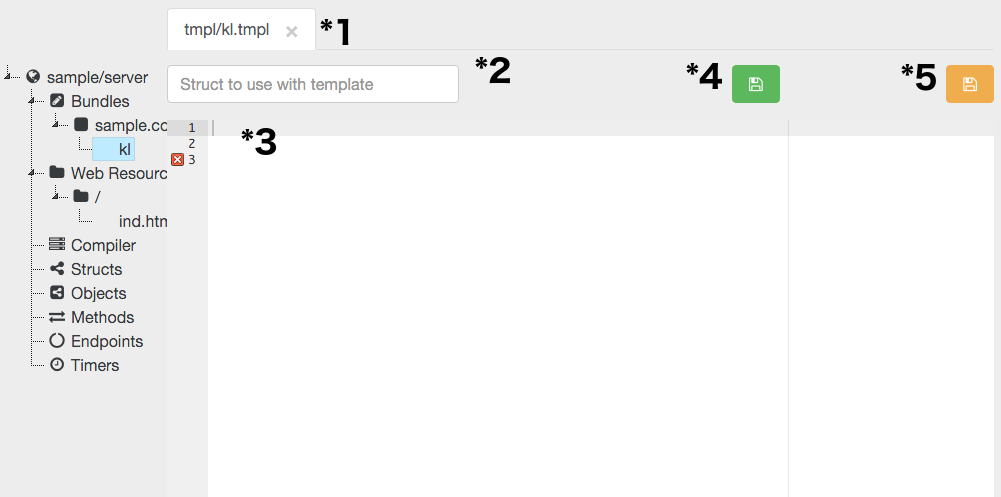 tmpl/kl.tmpl × *1
sample/server
Bundles
sample.co
kl
Web Resourc
/
ind.htm
Compiler
Structs
Objects
Methods
Endpoints
Timers
Struct to use with template *2 *4 *5
1 *3
2
3